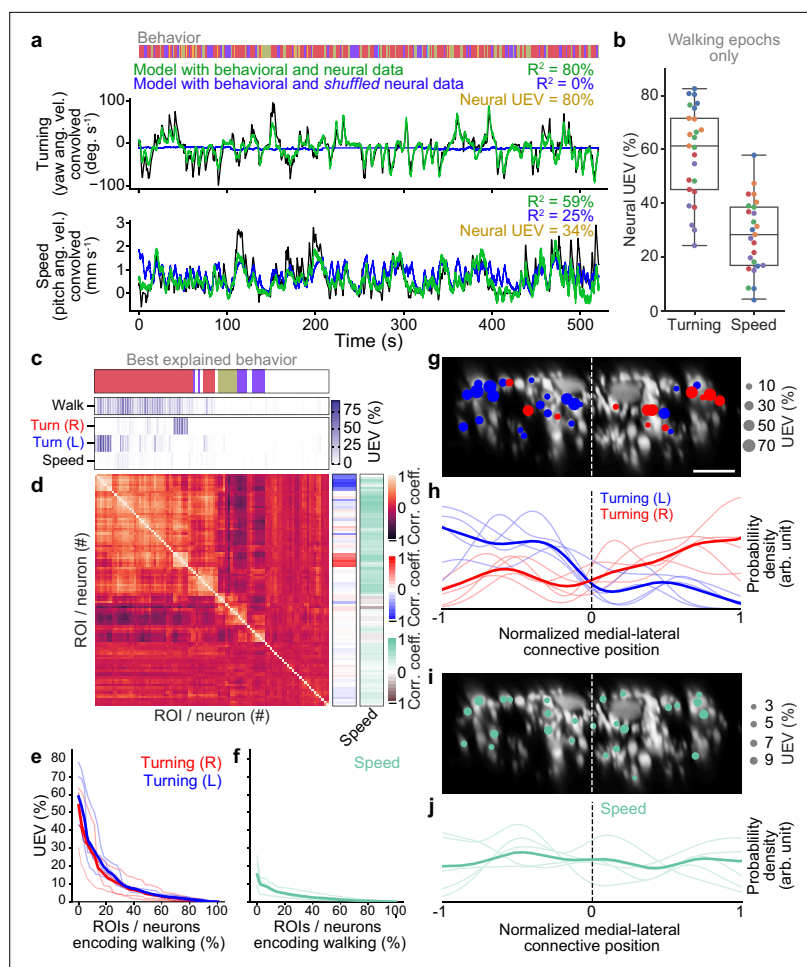 a
Behavior
Model with behavioral and neural data
R² = 80%
Model with behavioral and shuffled neural data
R² = 0%
Neural UEV = 80%
Turning
(yaw ang. vel.)
convolved
(deg. s⁻¹)
100
0
−100
R² = 59%
R² = 25%
Neural UEV = 34%
Speed
(pitch ang. vel.)
convolved
(mm s⁻¹)
3
2
1
0
0
100
200
300
400
500
Time (s)
b
Walking epochs
only
Neural UEV (%)
80
60
40
20
0
Turning
Speed
c
Best explained behavior
Walk
Turn (R)
Turn (L)
Speed
75
50
25
0
UEV (%)
d
ROI / neuron (#)
ROI / neuron (#)
Speed
1
0
−1
Corr. coeff.
1
0
−1
Corr. coeff.
1
0
−1
Corr. coeff.
e
Turning (R)
Turning (L)
UEV (%)
80
70
60
50
40
30
20
10
0
0
20
40
60
80
100
ROIs / neurons
encoding walking (%)
f
Speed
0
20
40
60
80
100
ROIs / neurons
encoding walking (%)
g
10
30
50
70
UEV (%)
h
Turning (L)
Turning (R)
Probability
density
(arb. unit)
-1
0
1
Normalized medial-lateral
connective position
i
3
5
7
9
UEV (%)
j
Speed
Probability
density
(arb. unit)
-1
0
1
Normalized medial-lateral
connective position